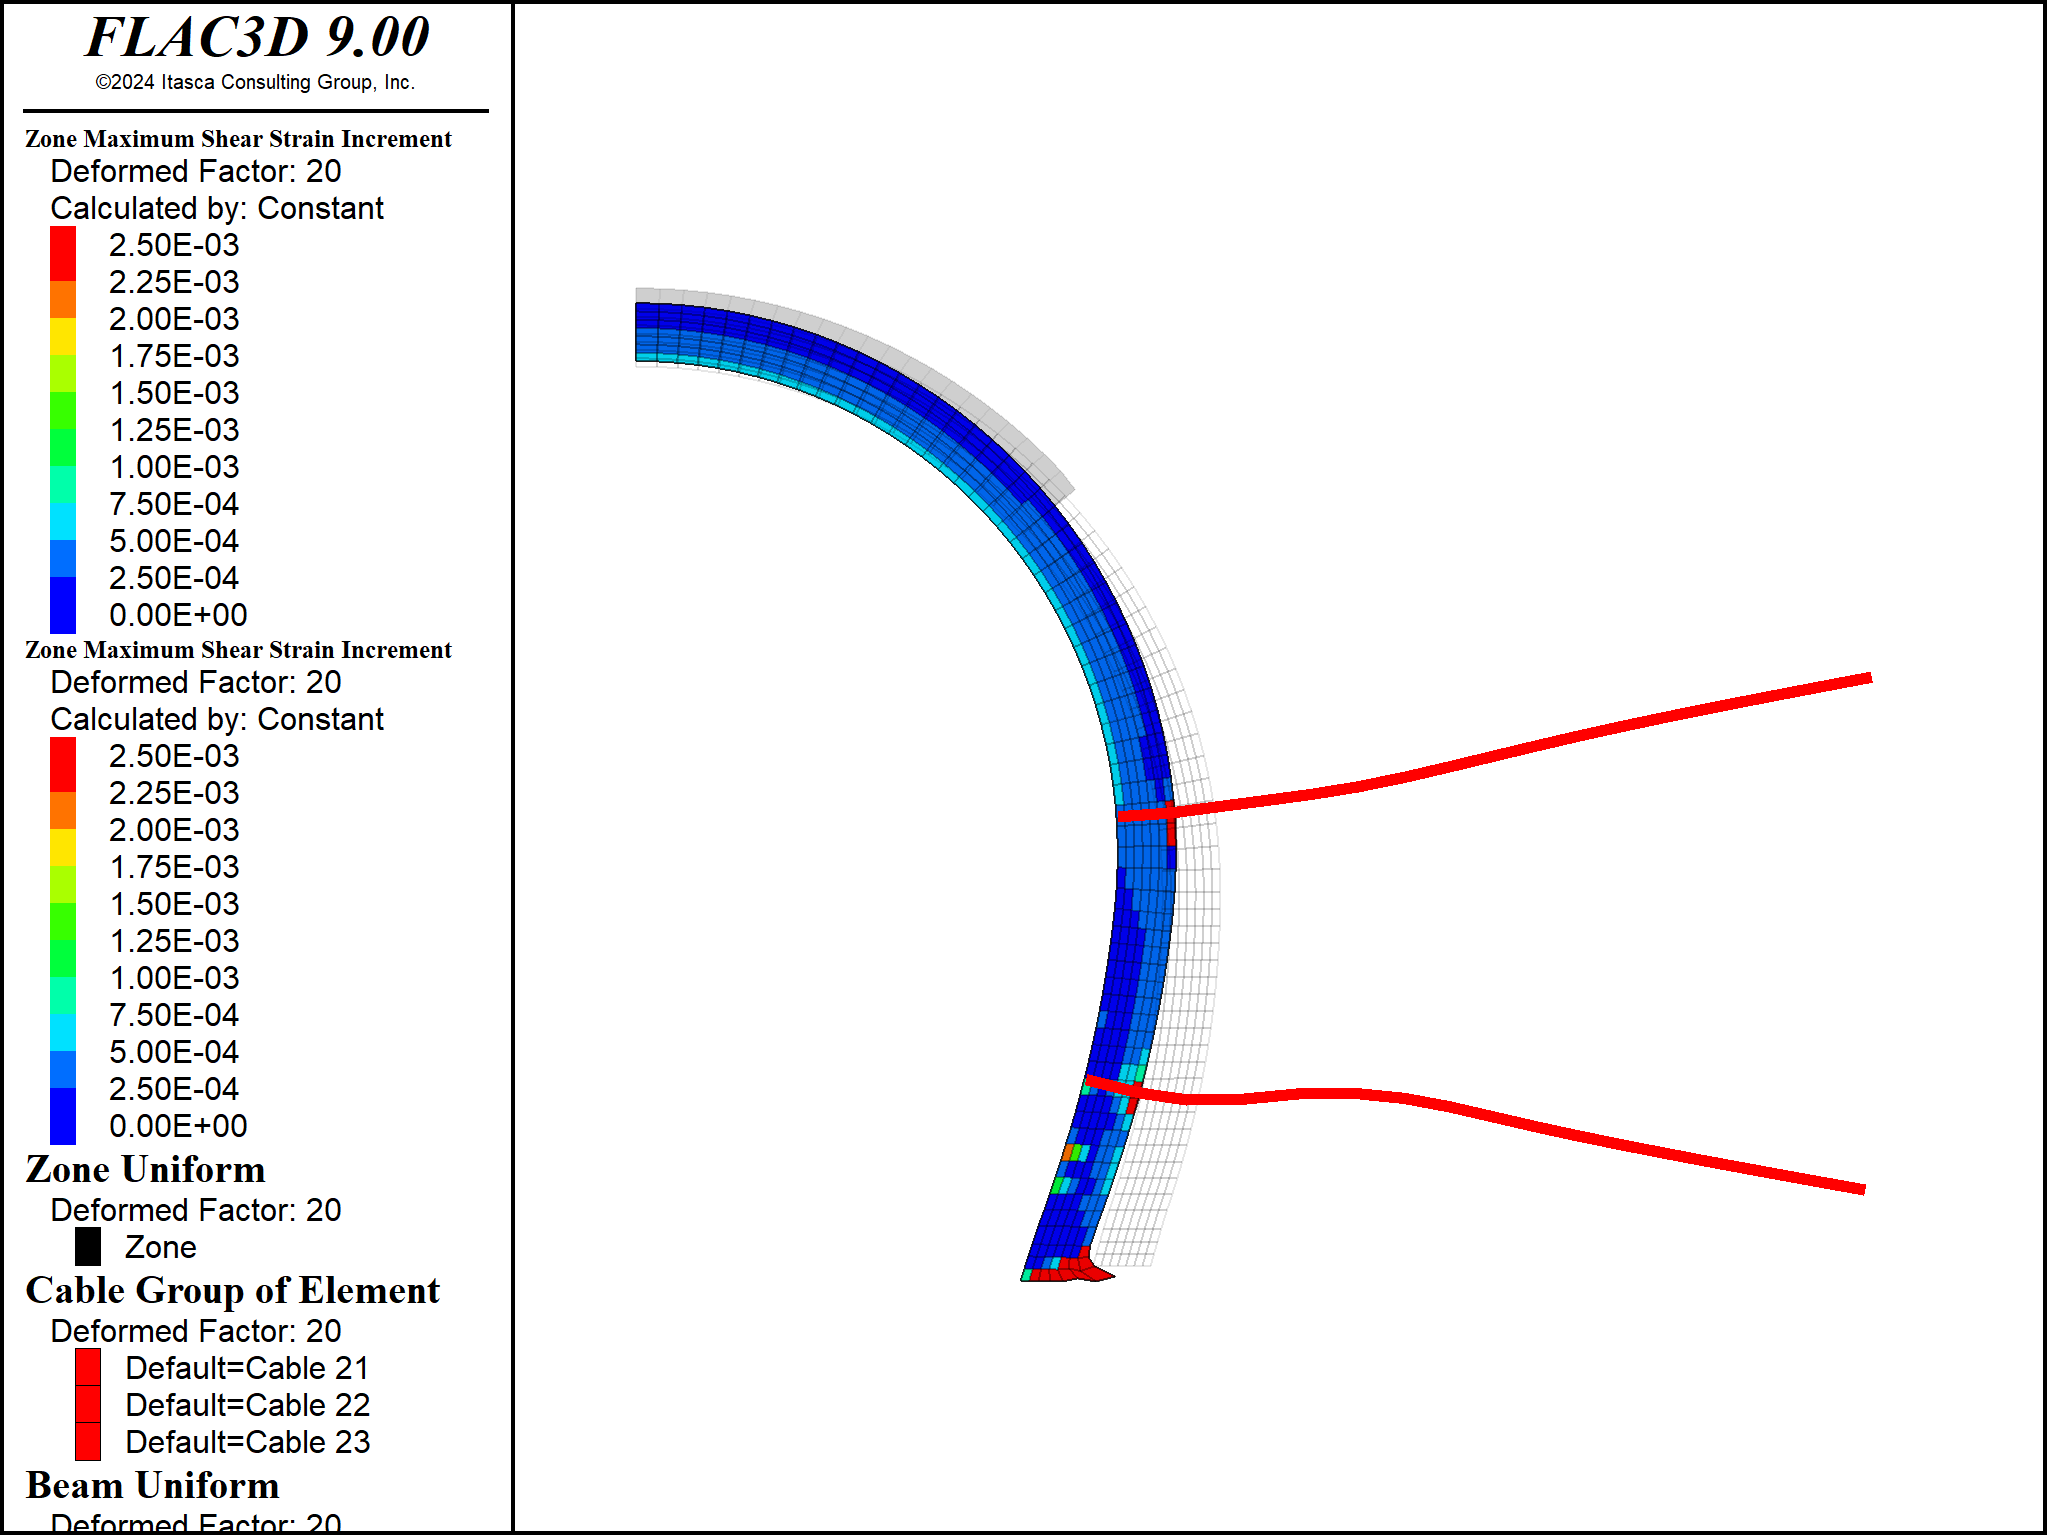 FLAC3D 9.00
©2024 Itasca Consulting Group, Inc.
Zone Maximum Shear Strain Increment
Deformed Factor: 20
Calculated by: Constant
2.50E-03
2.25E-03
2.00E-03
1.75E-03
1.50E-03
1.25E-03
1.00E-03
7.50E-04
5.00E-04
2.50E-04
0.00E+00
Zone Maximum Shear Strain Increment
Deformed Factor: 20
Calculated by: Constant
2.50E-03
2.25E-03
2.00E-03
1.75E-03
1.50E-03
1.25E-03
1.00E-03
7.50E-04
5.00E-04
2.50E-04
0.00E+00
Zone Uniform
Deformed Factor: 20
Zone
Cable Group of Element
Deformed Factor: 20
Default=Cable 21
Default=Cable 22
Default=Cable 23
Beam Uniform
Deformed Factor: 20